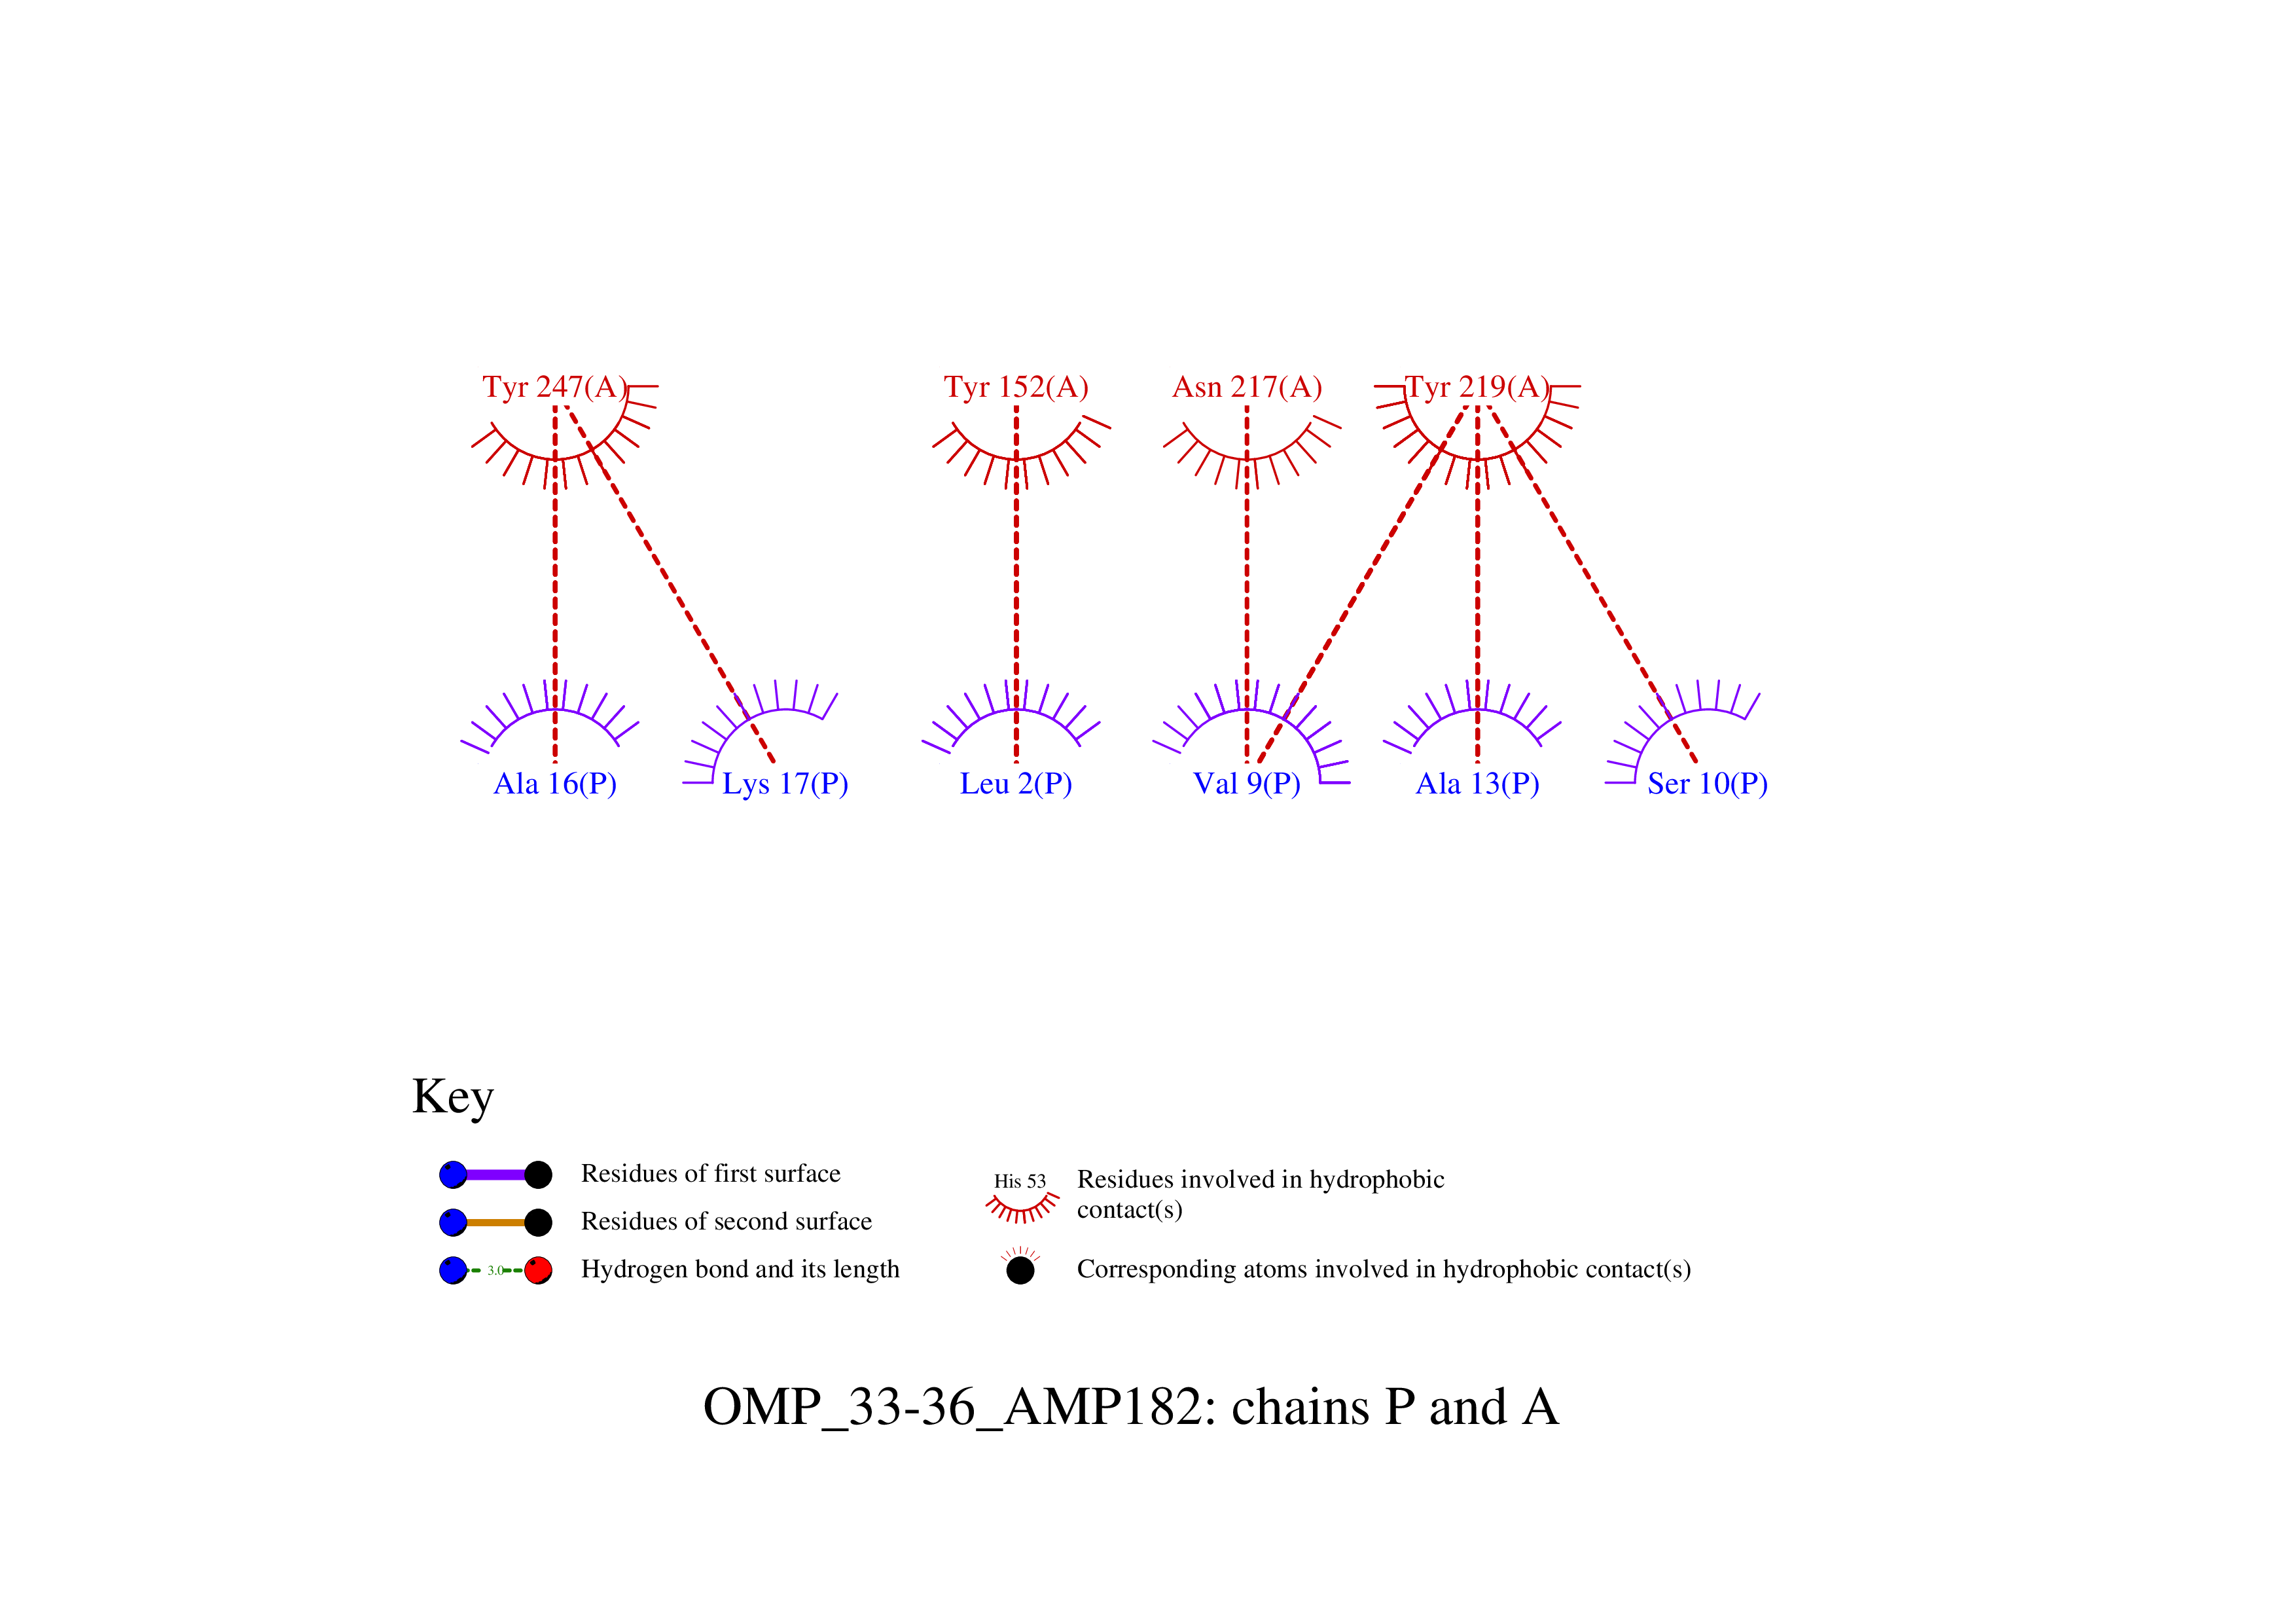 Tyr 247(A) Tyr 152(A) Asn 217(A) Tyr 219(A)
Ala 16(P) Lys 17(P) Leu 2(P) Val 9(P) Ala 13(P) Ser 10(P)
Key
Residues of first surface
Residues of second surface
3.0 Hydrogen bond and its length
His 53 Residues involved in hydrophobic
contact(s)
Corresponding atoms involved in hydrophobic contact(s)
OMP_33-36_AMP182: chains P and A